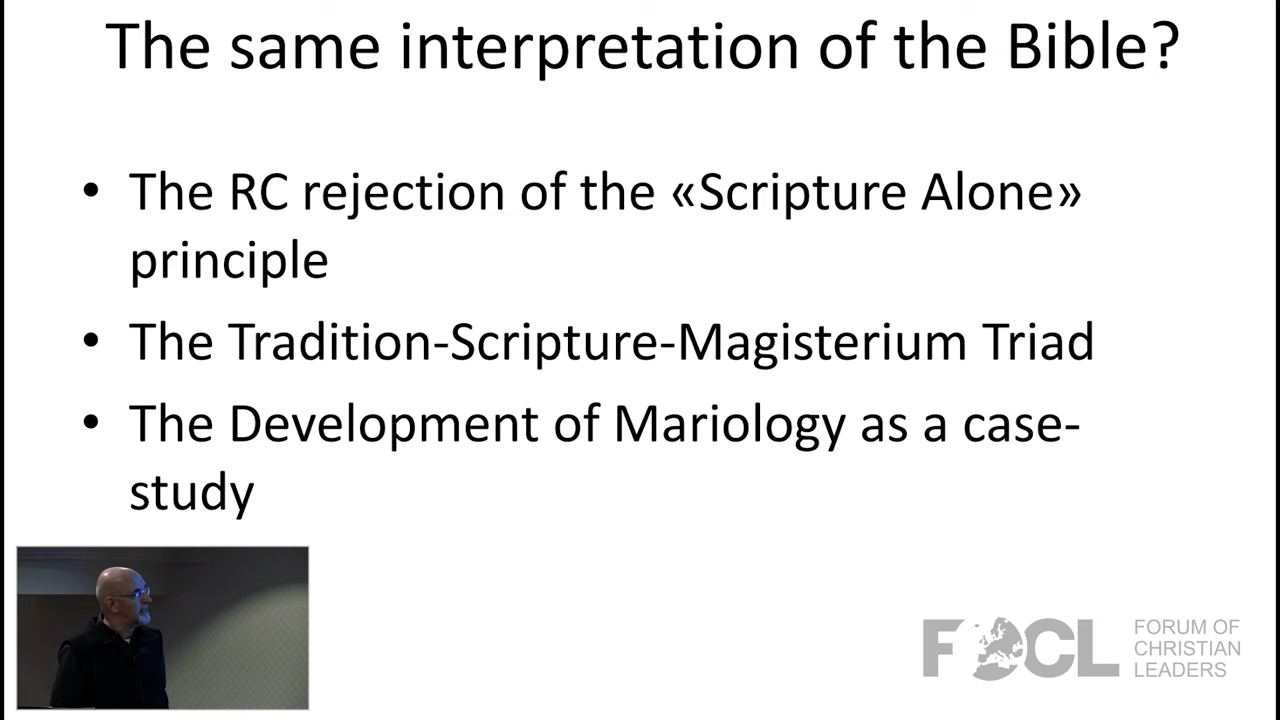 The same interpretation of the Bible?
• The RC rejection of the «Scripture Alone»
principle
• The Tradition-Scripture-Magisterium Triad
• The Development of Mariology as a case-
study
FOCL
FORUM OF
CHRISTIAN
LEADERS